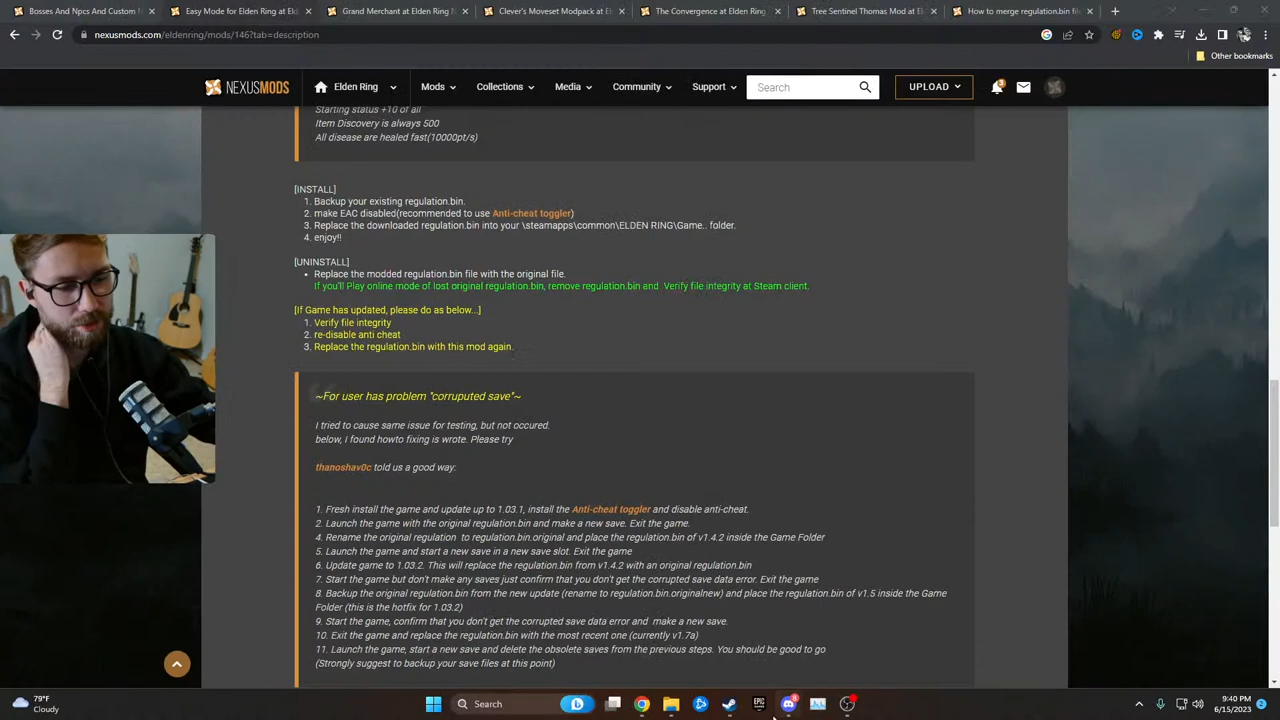 Bosses And Npcs And Custom
Easy Mode for Elden Ring at Eld
Grand Merchant at Elden Ring N
Clever's Moveset Modpack at E
The Convergence at Elden Ring
Tree Sentinel Thomas Mod at El
How to merge regulation.bin file
nexusmods.com/eldenring/mods/146?tab=description
Other bookmarks
NEXUSMODS
Elden Ring
Mods
Collections
Media
Community
Support
Search
UPLOAD
Starting status +10 of all
Item Discovery is always 500
All disease are healed fast(10000pt/s)
[INSTALL]
1. Backup your existing regulation.bin.
2. make EAC disabled(recommended to use Anti-cheat toggler)
3. Replace the downloaded regulation.bin into your \steamapps\common\ELDEN RING\Game.. folder.
4. enjoy!!
[UNINSTALL]
• Replace the modded regulation.bin file with the original file.
If you'll Play online mode of lost original regulation.bin, remove regulation.bin and Verify file integrity at Steam client.
[If Game has updated, please do as below...]
1. Verify file integrity
2. re-disable anti cheat
3. Replace the regulation.bin with this mod again.
~For user has problem "corruputed save"~
I tried to cause same issue for testing, but not occured.
below, I found howto fixing is wrote. Please try
thanoshav0c told us a good way:
1. Fresh install the game and update up to 1.03.1, install the Anti-cheat toggler and disable anti-cheat.
2. Launch the game with the original regulation.bin and make a new save. Exit the game.
4. Rename the original regulation to regulation.bin.original and place the regulation.bin of v1.4.2 inside the Game Folder
5. Launch the game and start a new save in a new save slot. Exit the game
6. Update game to 1.03.2. This will replace the regulation.bin from v1.4.2 with an original regulation.bin
7. Start the game but don't make any saves just confirm that you don't get the corrupted save data error. Exit the game
8. Backup the original regulation.bin from the new update (rename to regulation.bin.originalnew) and place the regulation.bin of v1.5 inside the Game
Folder (this is the hotfix for 1.03.2)
9. Start the game, confirm that you don't get the corrupted save data error and make a new save.
10. Exit the game and replace the regulation.bin with the most recent one (currently v1.7a)
11. Launch the game, start a new save and delete the obsolete saves from the previous steps. You should be good to go
(Strongly suggest to backup your save files at this point)
79°F
Cloudy
Search
EPIC
9:40 PM
6/15/2023